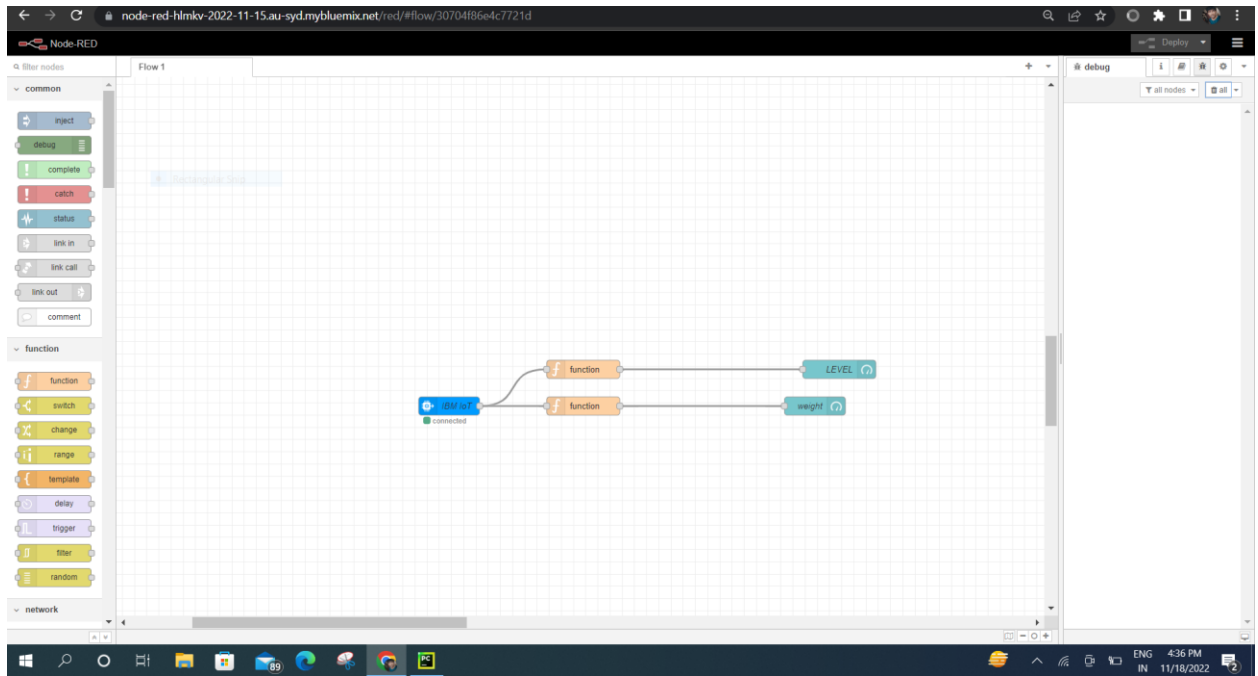 node-red-hlmkv-2022-11-15.au-syd.mybluemix.net/red/#flow/30704f86e4c7721d
Node-RED
Deploy
filter nodes
Flow 1
debug
i
common
all nodes
all
inject
debug
complete
Rectangular Snip
catch
status
link in
link call
link out
comment
function
function
LEVEL
function
switch
IBM IoT
function
weight
change
connected
range
template
delay
trigger
filter
random
network
89
PC
ENG
4:36 PM
IN
11/18/2022
2